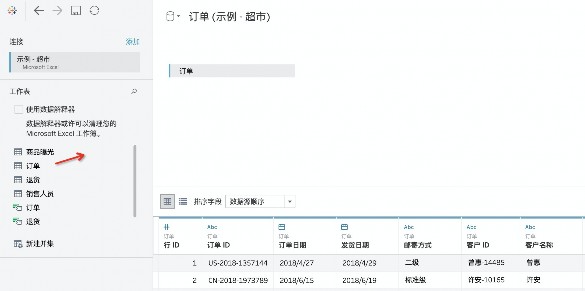 订单 (示例 - 超市)
连接
添加
示例 - 超市
Microsoft Excel
工作表
使用数据解释器
数据解释器或许可以清理您的
Microsoft Excel 工作簿。
商品曝光
订单
退货
销售人员
订单
退货
新建并集
订单
排序字段
数据源顺序
Abc
Abc
Abc
Abc
订单
订单
订单
订单
订单
订单
订单
行 ID
订单 ID
订单日期
发货日期
邮寄方式
客户 ID
客户名称
1
US-2018-1357144
2018/4/27
2018/4/29
二级
曾惠-14485
曾惠
2
CN-2018-1973789
2018/6/15
2018/6/19
标准级
许安-10165
许安